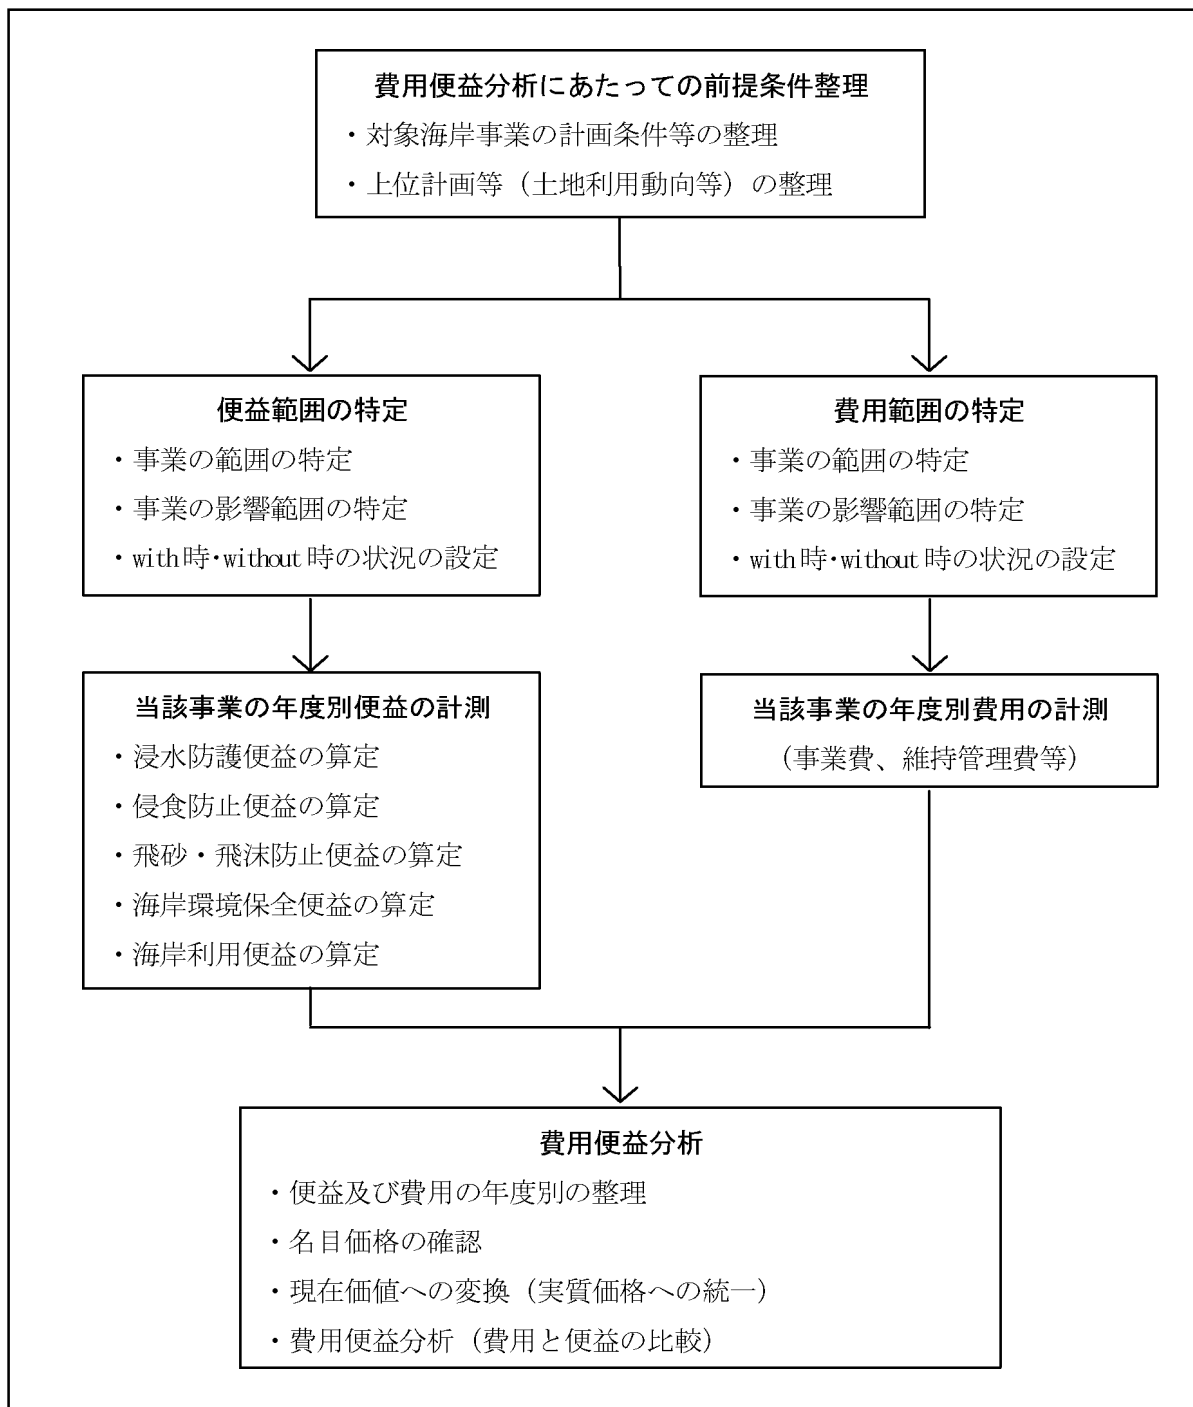 費用便益分析にあたっての前提条件整理
・対象海岸事業の計画条件等の整理
・上位計画等（土地利用動向等）の整理
便益範囲の特定
・事業の範囲の特定
・事業の影響範囲の特定
・with時・without時の状況の設定
費用範囲の特定
・事業の範囲の特定
・事業の影響範囲の特定
・with時・without時の状況の設定
当該事業の年度別便益の計測
・浸水防護便益の算定
・侵食防止便益の算定
・飛砂・飛沫防止便益の算定
・海岸環境保全便益の算定
・海岸利用便益の算定
当該事業の年度別費用の計測
（事業費、維持管理費等）
費用便益分析
・便益及び費用の年度別の整理
・名目価格の確認
・現在価値への変換（実質価格への統一）
・費用便益分析（費用と便益の比較）